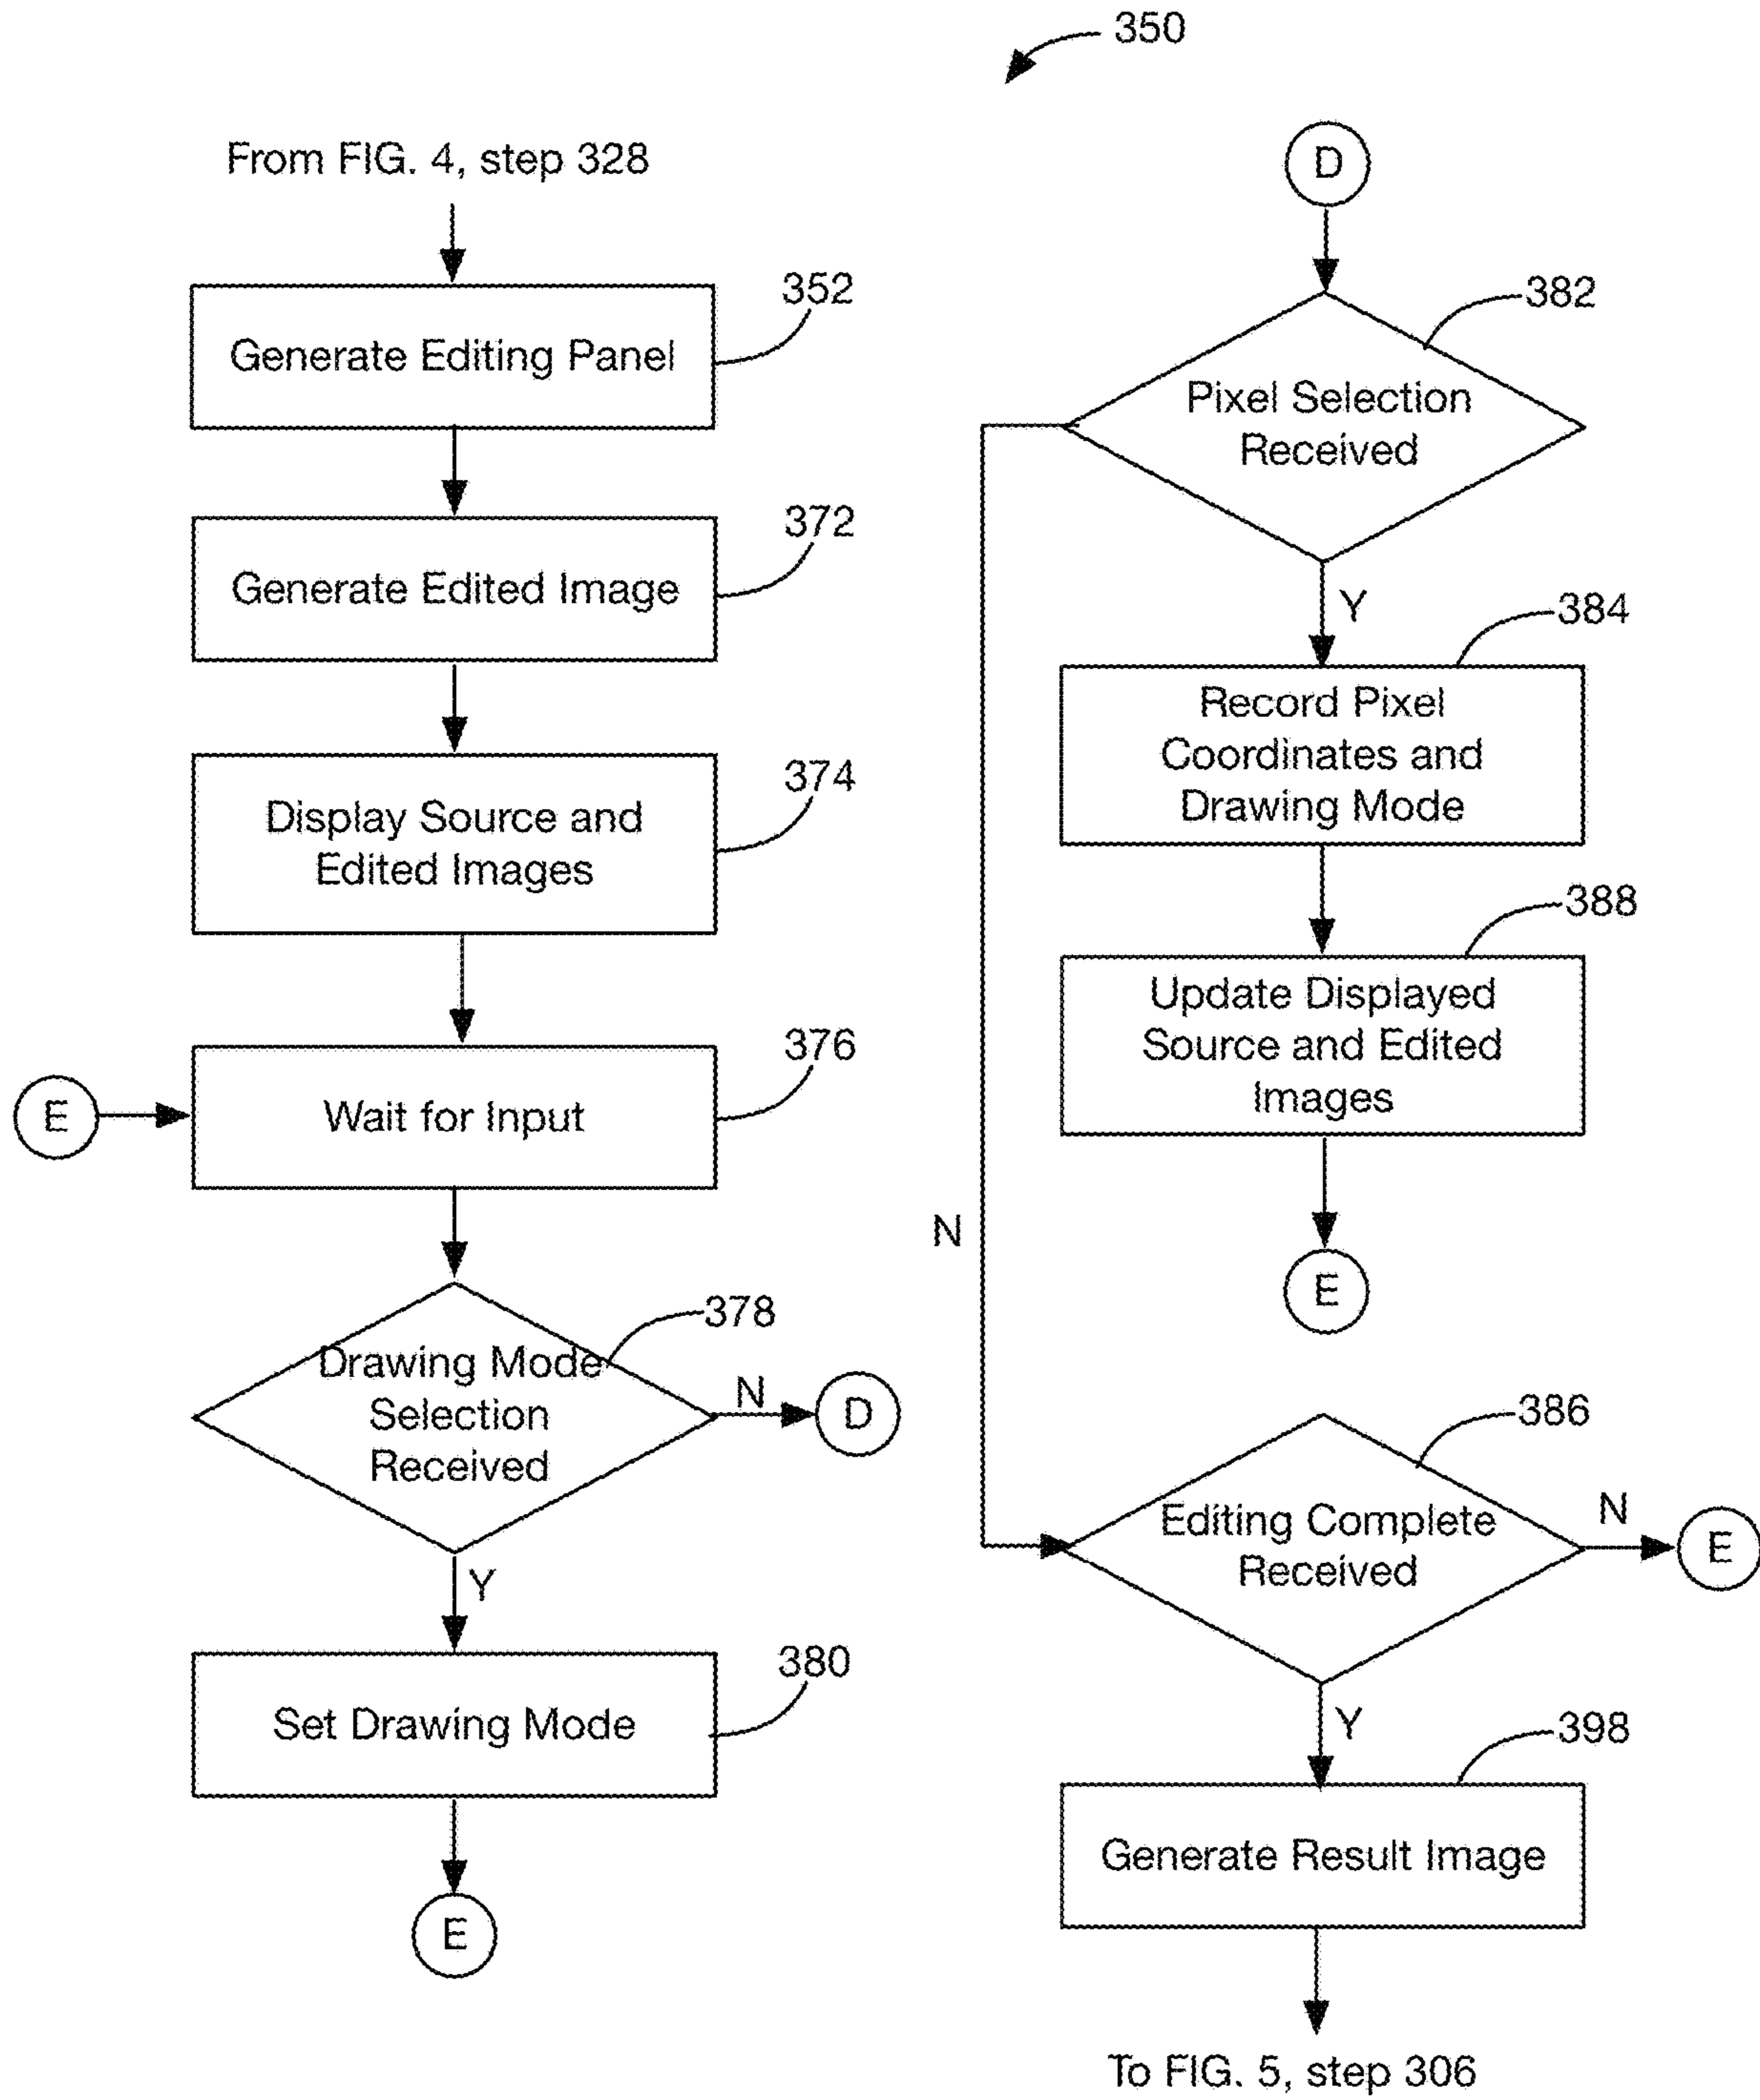 350
From FIG. 4, step 328
352
Generate Editing Panel
372
Generate Edited Image
374
Display Source and
Edited Images
376
E
Wait for Input
378
Drawing Mode
Selection
Received
N
D
Y
380
Set Drawing Mode
E
D
382
Pixel Selection
Received
Y
384
Record Pixel
Coordinates and
Drawing Mode
388
Update Displayed
Source and Edited
Images
N
E
386
Editing Complete
Received
N
E
Y
398
Generate Result Image
To FIG. 5, step 306